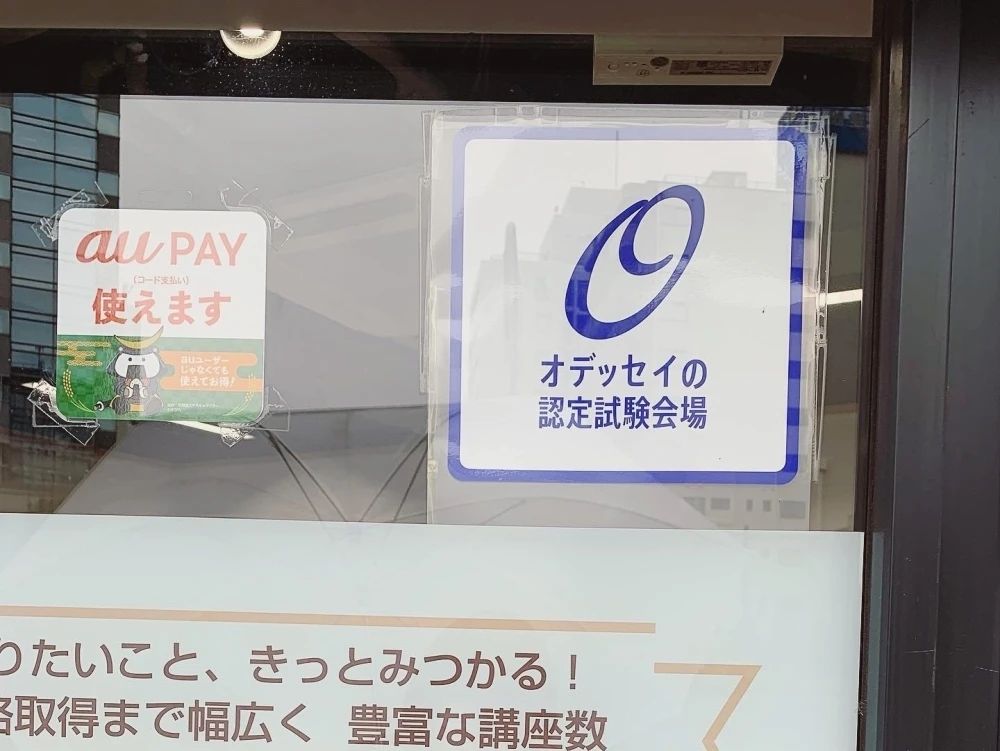 au PAY
(コード支払い)
使えます
auユーザー
じゃなくても
使えてお得!
オデッセイの
認定試験会場
りたいこと、きっとみつかる!
格取得まで幅広く 豊富な講座数